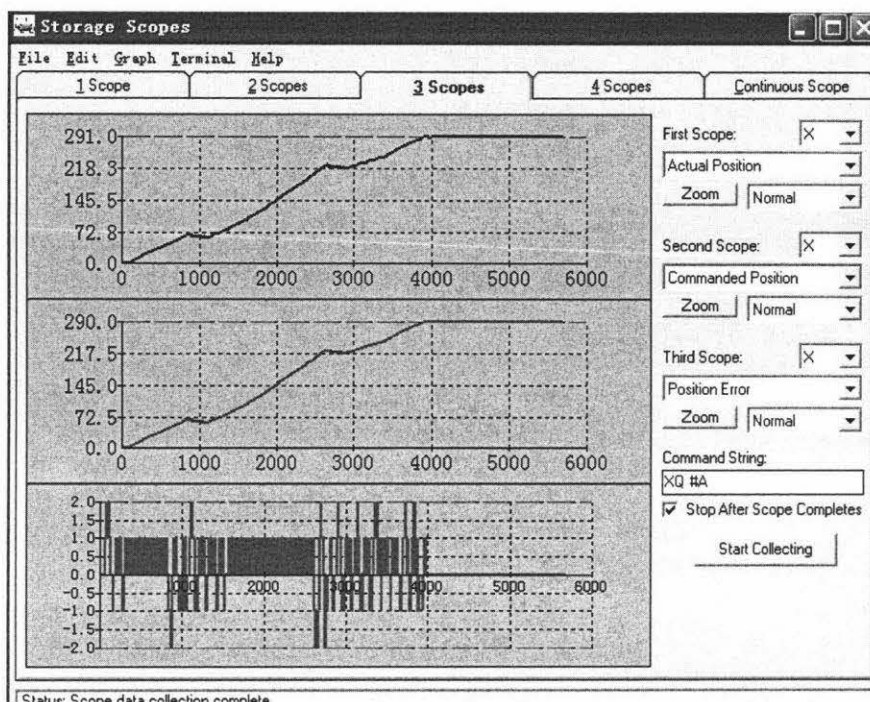 Storage Scopes
File Edit Graph Terminal Help
1 Scope 2 Scopes 3 Scopes 4 Scopes Continuous Scope
291.0
218.3
145.5
72.8
0.0
0 1000 2000 3000 4000 5000 6000
290.0
217.5
145.0
72.5
0.0
0 1000 2000 3000 4000 5000 6000
2.0
1.5
1.0
0.5
0.0
-0.5
-1.0
-1.5
-2.0
1000 2000 3000 4000 5000 6000
First Scope: X
Actual Position
Zoom Normal
Second Scope: X
Commanded Position
Zoom Normal
Third Scope: X
Position Error
Zoom Normal
Command String:
XQ #A
Stop After Scope Completes
Start Collecting
Status: Scope data collection complete